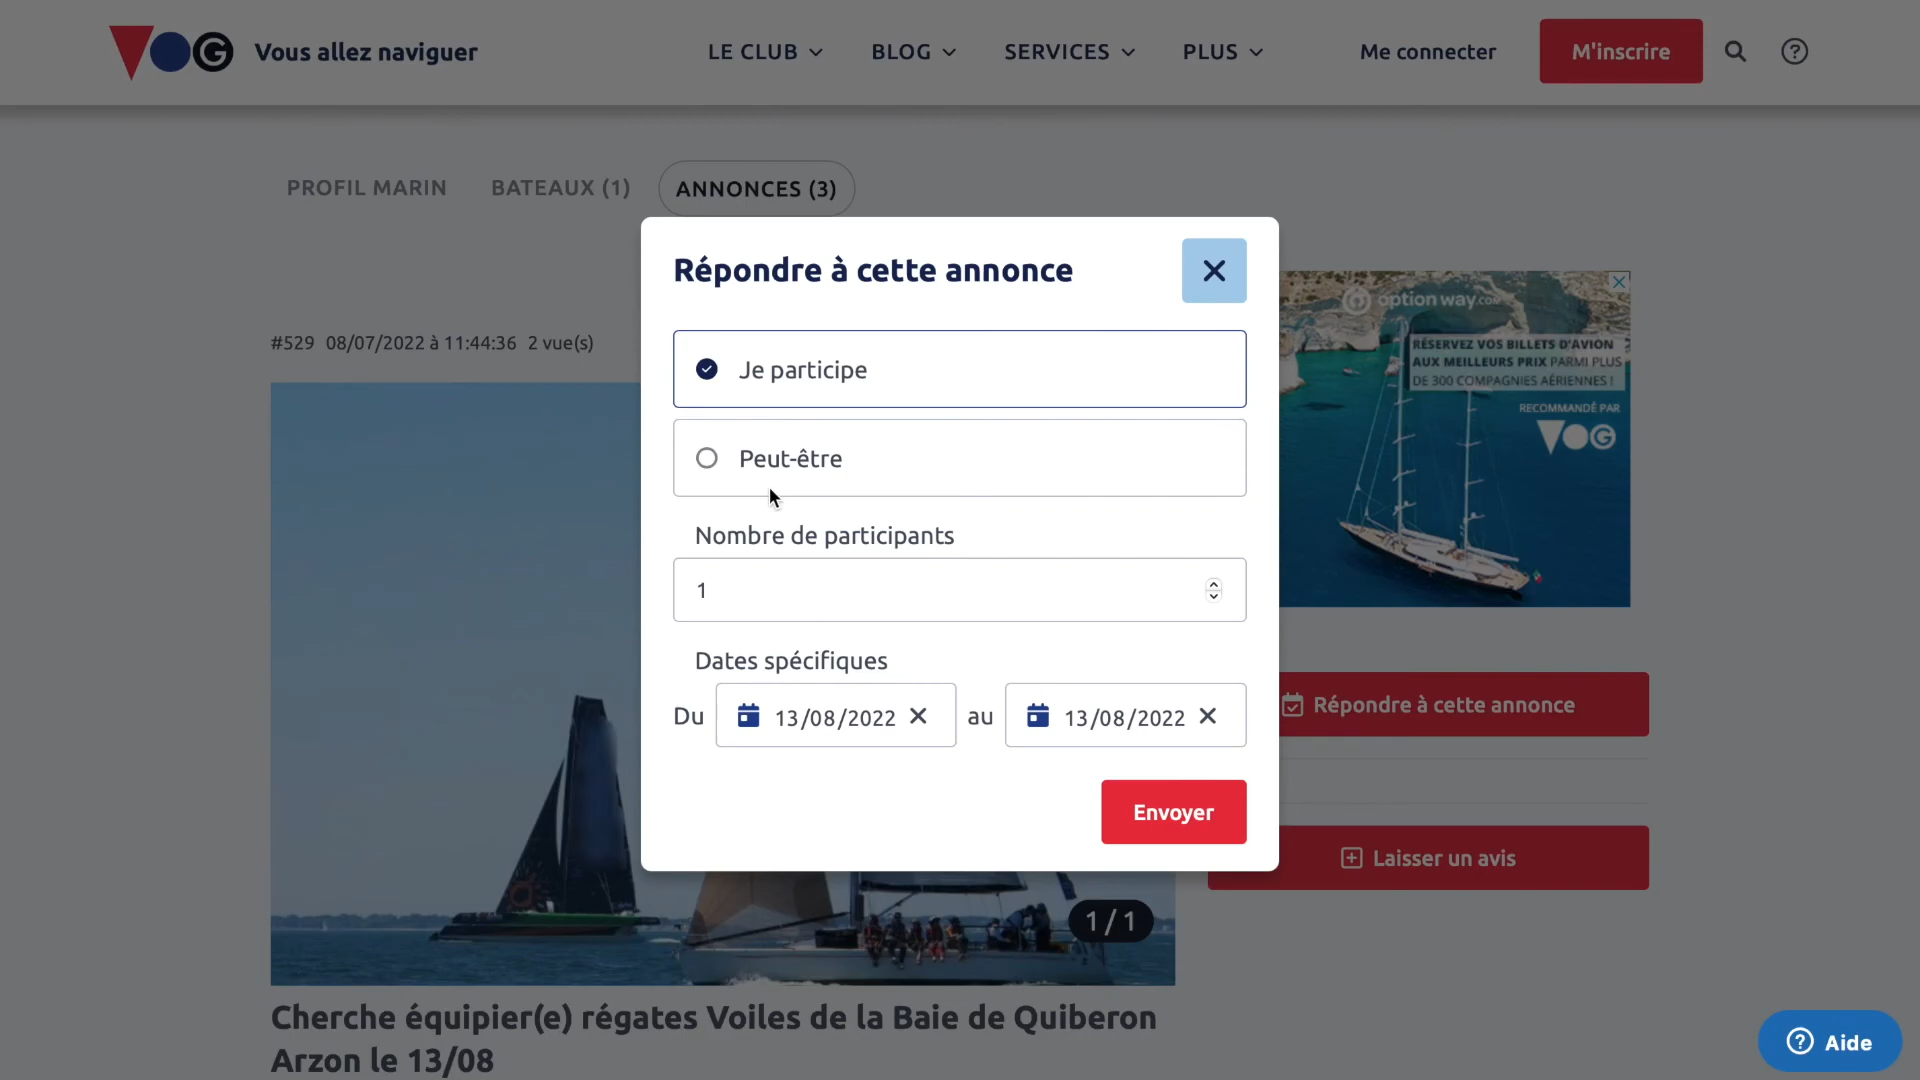 VOG Vous allez naviguer LE CLUB BLOG SERVICES PLUS Me connecter M'inscrire
PROFIL MARIN BATEAUX (1) ANNONCES (3)
Répondre à cette annonce
#529 08/07/2022 à 11:44:36 2 vue(s)
Je participe
Peut-être
Nombre de participants
1
Dates spécifiques
Du 13/08/2022 au 13/08/2022
Envoyer
option way.com
RÉSERVEZ VOS BILLETS D'AVION
AUX MEILLEURS PRIX PARMI PLUS
DE 300 COMPAGNIES AÉRIENNES !
RECOMMANDÉ PAR
VOG
Répondre à cette annonce
Laisser un avis
1 / 1
Cherche équipier(e) régates Voiles de la Baie de Quiberon
Arzon le 13/08
Aide